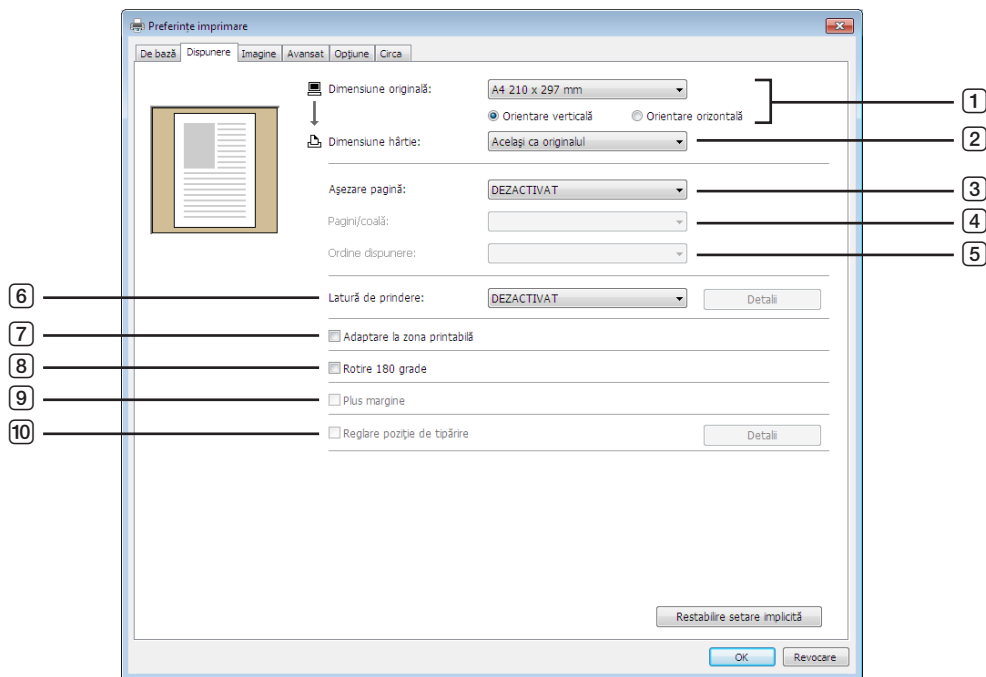 Preferințe imprimare
De bază Dispunere Imagine Avansat Opțiune Circa
Dimensiune originală: A4 210 x 297 mm
1
Orientare verticală Orientare orizontală
Dimensiune hârtie: Același ca originalul 2
Așezare pagină: DEZACTIVAT 3
Pagini/coală: 4
Ordine dispunere: 5
6 Latură de prindere: DEZACTIVAT Detalii
7 Adaptare la zona printabilă
8 Rotire 180 grade
9 Plus margine
10 Reglare poziție de tipărire Detalii
Restabilire setare implicită
OK Revocare